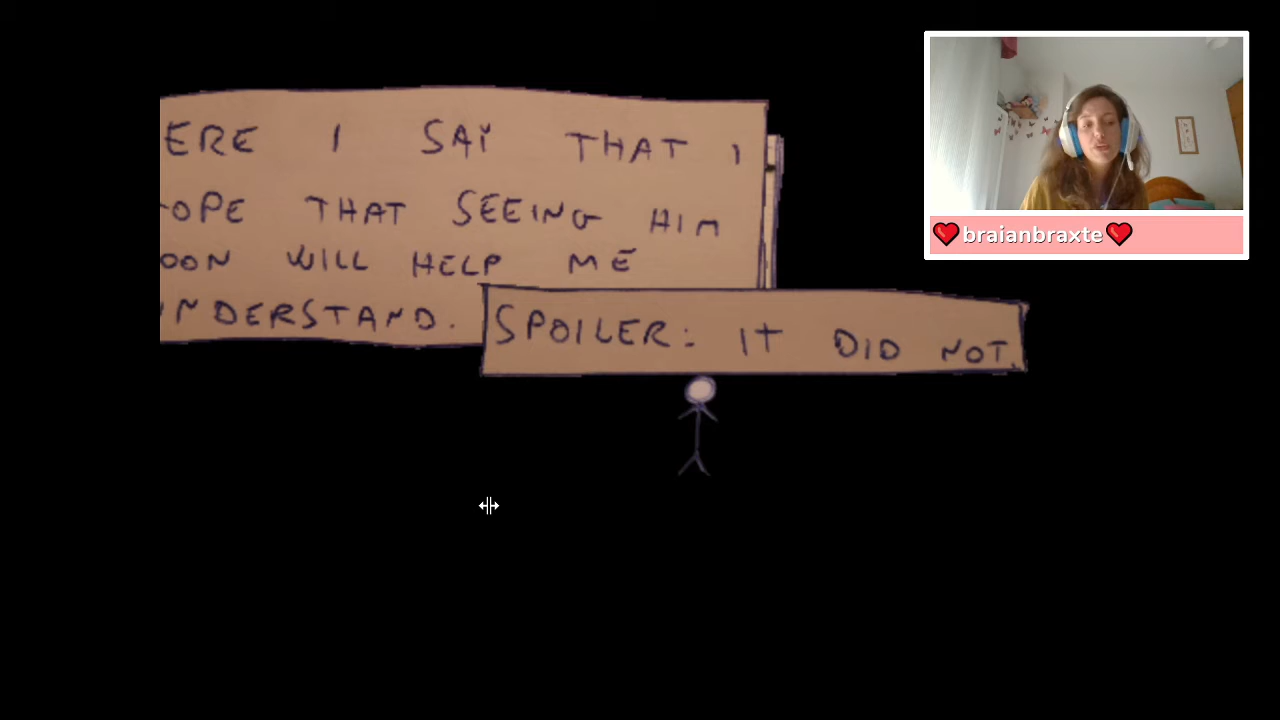 ERE I SAY THAT I
OPE THAT SEEING HIM
OON WILL HELP ME
NDERSTAND.
SPOILER: IT DID NOT.
braianbraxte